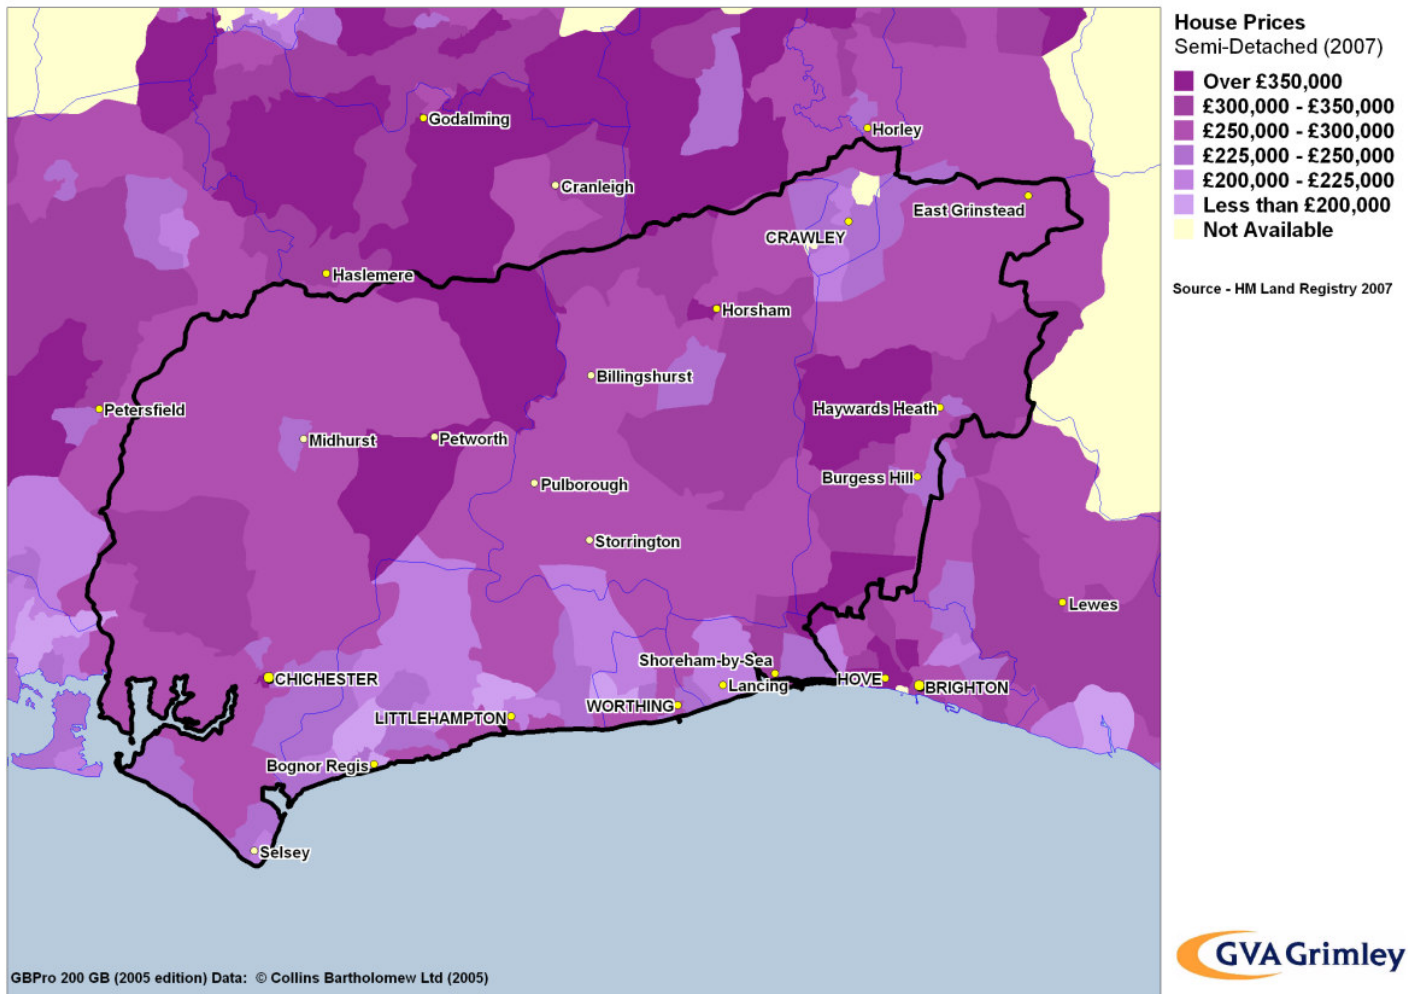 House Prices
Semi-Detached (2007)
Over £350,000
£300,000 - £350,000
£250,000 - £300,000
£225,000 - £250,000
£200,000 - £225,000
Less than £200,000
Not Available
Source - HM Land Registry 2007
Godalming
Horley
Cranleigh
East Grinstead
CRAWLEY
Haslemere
Horsham
Billingshurst
Petersfield
Haywards Heath
Midhurst
Petworth
Burgess Hill
Pulborough
Storrington
Lewes
Shoreham-by-Sea
CHICHESTER
HOVE
Lancing
BRIGHTON
WORTHING
LITTLEHAMPTON
Bognor Regis
Selsey
GVA Grimley
GBPro 200 GB (2005 edition) Data: © Collins Bartholomew Ltd (2005)